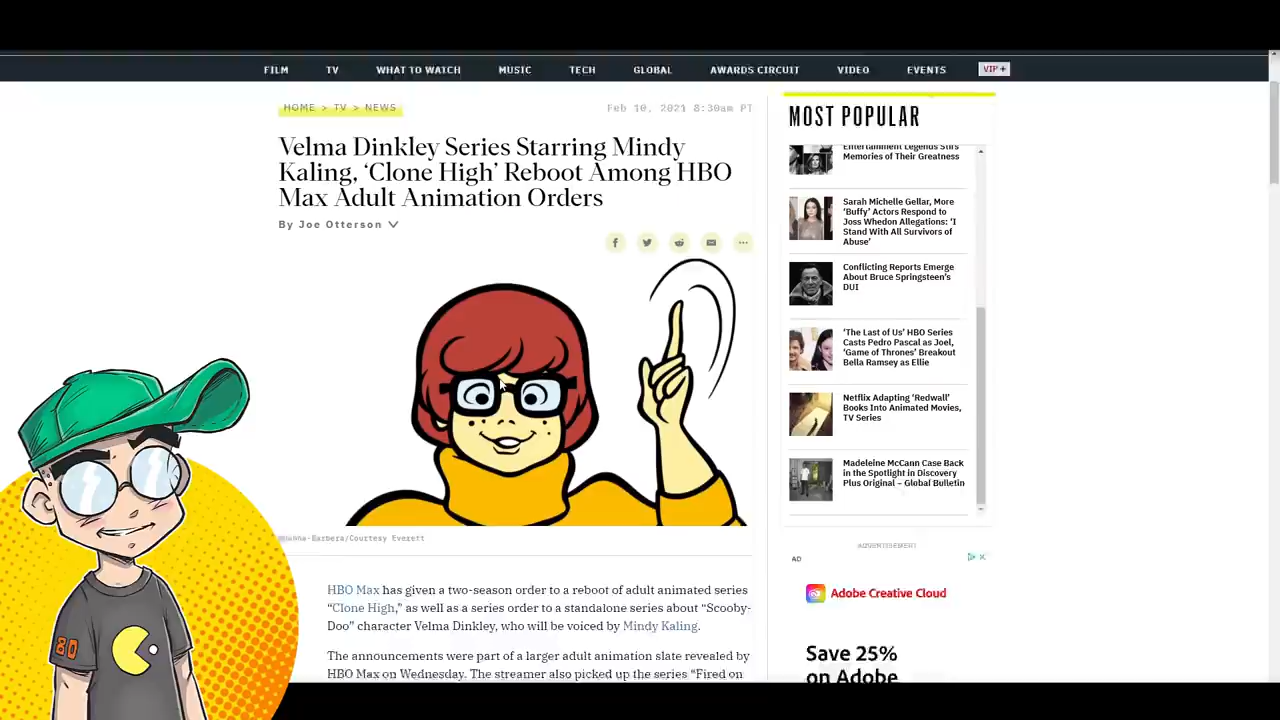 FILM TV WHAT TO WATCH MUSIC TECH GLOBAL AWARDS CIRCUIT VIDEO EVENTS VIP+
HOME > TV > NEWS
Feb 10, 2021 8:30am PT
Velma Dinkley Series Starring Mindy
Kaling, ‘Clone High’ Reboot Among HBO
Max Adult Animation Orders
By Joe Otterson
Hanna-Barbera/Courtesy Everett
HBO Max has given a two-season order to a reboot of adult animated series
“Clone High,” as well as a series order to a standalone series about “Scooby-
Doo” character Velma Dinkley, who will be voiced by Mindy Kaling.
The announcements were part of a larger adult animation slate revealed by
HBO Max on Wednesday. The streamer also picked up the series “Fired on
MOST POPULAR
Entertainment Legends Stirs
Memories of Their Greatness
Sarah Michelle Gellar, More
‘Buffy’ Actors Respond to
Joss Whedon Allegations: ‘I
Stand With All Survivors of
Abuse’
Conflicting Reports Emerge
About Bruce Springsteen’s
DUI
‘The Last of Us’ HBO Series
Casts Pedro Pascal as Joel,
‘Game of Thrones’ Breakout
Bella Ramsey as Ellie
Netflix Adapting ‘Redwall’
Books Into Animated Movies,
TV Series
Madeleine McCann Case Back
in the Spotlight in Discovery
Plus Original – Global Bulletin
ADVERTISEMENT
AD
Adobe Creative Cloud
Save 25%
on Adobe
80